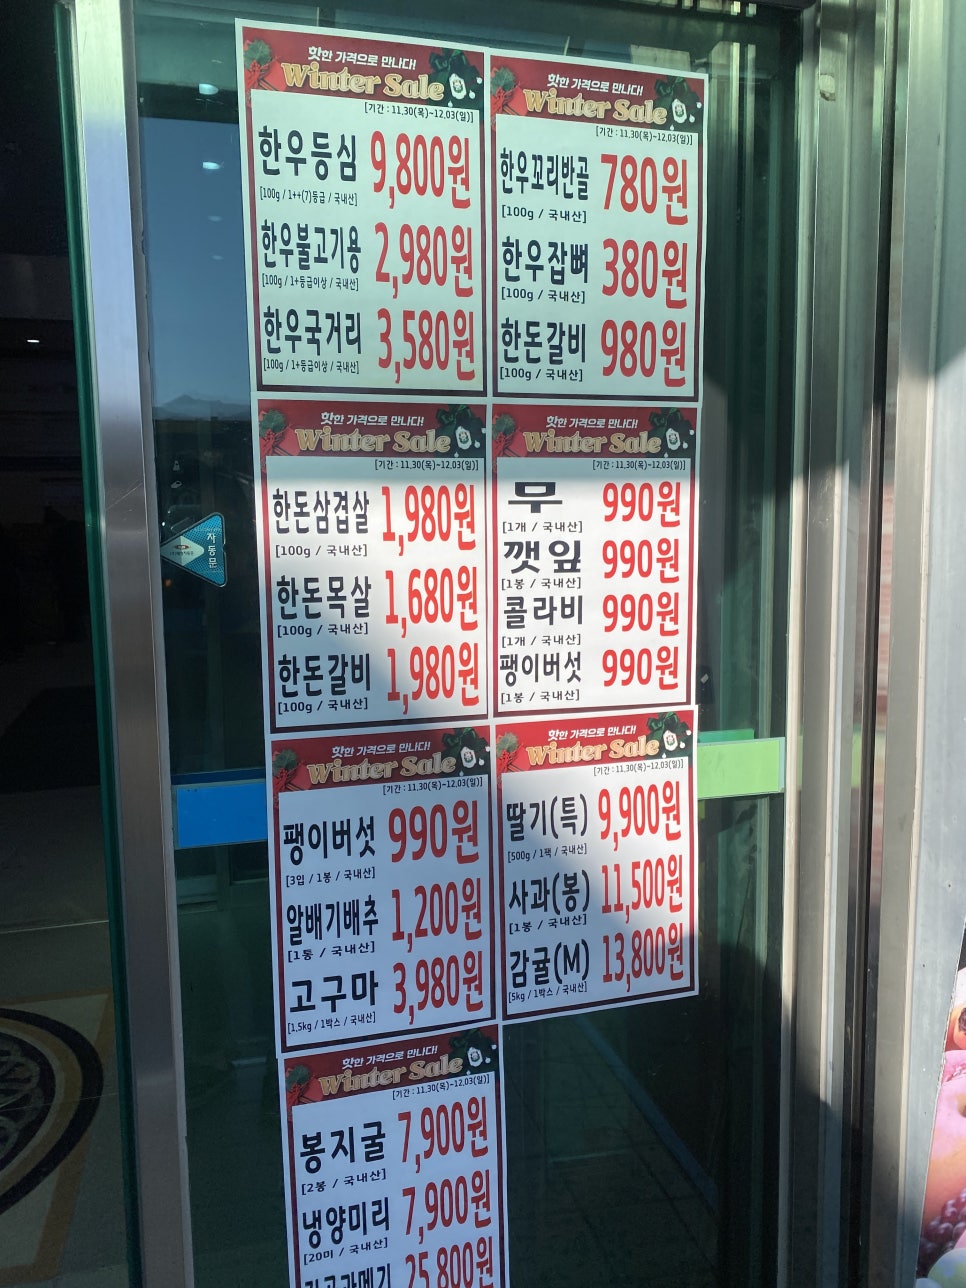 핫한 가격으로 만나다!
Winter Sale
[기간 : 11.30(목)~12.03(일)]
한우등심 9,800원
[100g / 1++(7)등급 / 국내산]
한우불고기용 2,980원
[100g / 1+등급이상 / 국내산]
한우국거리 3,580원
[100g / 1+등급이상 / 국내산]
핫한 가격으로 만나다!
Winter Sale
[기간 : 11.30(목)~12.03(일)]
한우꼬리반골 780원
[100g / 국내산]
한우잡뼈 380원
[100g / 국내산]
한돈갈비 980원
[100g / 국내산]
핫한 가격으로 만나다!
Winter Sale
[기간 : 11.30(목)~12.03(일)]
한돈삼겹살 1,980원
[100g / 국내산]
한돈목살 1,680원
[100g / 국내산]
한돈갈비 1,980원
[100g / 국내산]
핫한 가격으로 만나다!
Winter Sale
[기간 : 11.30(목)~12.03(일)]
무 990원
[1개 / 국내산]
깻잎 990원
[1봉 / 국내산]
콜라비 990원
[1개 / 국내산]
팽이버섯 990원
[1봉 / 국내산]
자동문
핫한 가격으로 만나다!
Winter Sale
[기간 : 11.30(목)~12.03(일)]
팽이버섯 990원
[3입 / 1봉 / 국내산]
알배기배추 1,200원
[1통 / 국내산]
고구마 3,980원
[1.5kg / 1박스 / 국내산]
핫한 가격으로 만나다!
Winter Sale
[기간 : 11.30(목)~12.03(일)]
딸기(특) 9,900원
[500g / 1팩 / 국내산]
사과(봉) 11,500원
[1봉 / 국내산]
감귤(M) 13,800원
[5kg / 1박스 / 국내산]
핫한 가격으로 만나다!
Winter Sale
[기간 : 11.30(목)~12.03(일)]
봉지굴 7,900원
[2봉 / 국내산]
냉양미리 7,900원
[20미 / 국내산]
25,800원